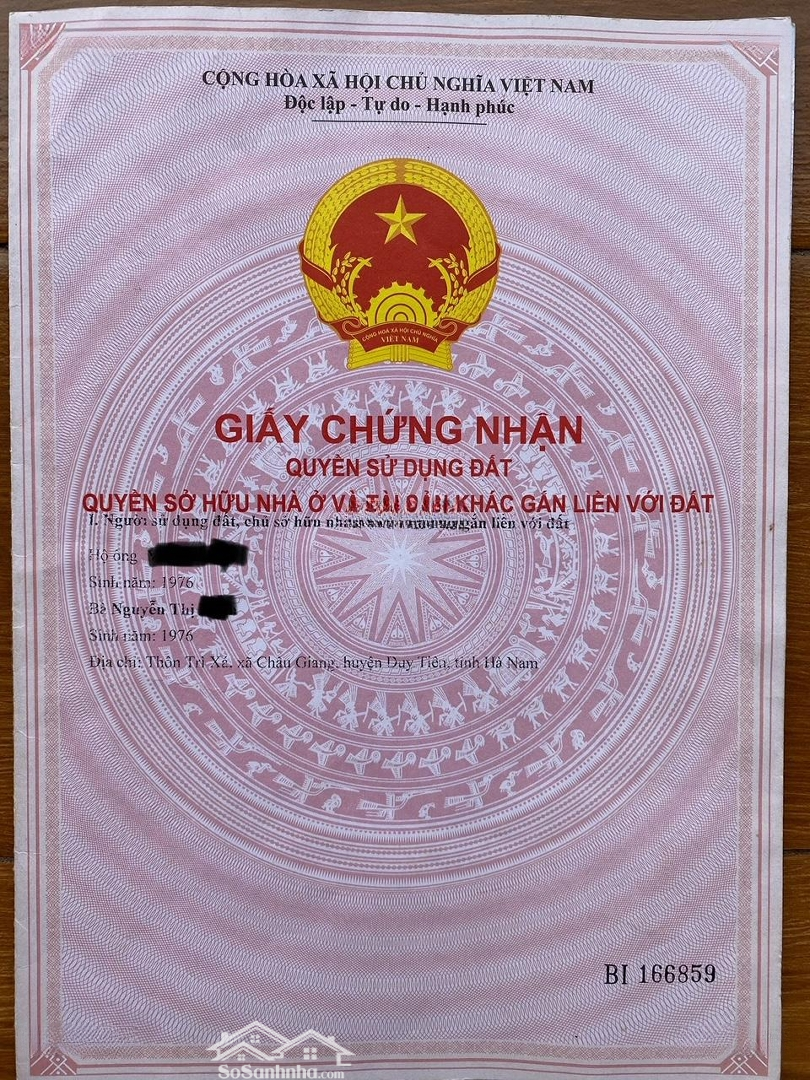 CỘNG HÒA XÃ HỘI CHỦ NGHĨA VIỆT NAM
Độc lập - Tự do - Hạnh phúc
CỘNG HÒA XÃ HỘI CHỦ NGHĨA
VIỆT NAM
GIẤY CHỨNG NHẬN
QUYỀN SỬ DỤNG ĐẤT
QUYỀN SỞ HỮU NHÀ Ở VÀ TÀI SẢN KHÁC GẮN LIỀN VỚI ĐẤT
I. Người sử dụng đất, chủ sở hữu nhà gắn liền với đất
Hộ ông
Sinh năm: 1976
Bà Nguyễn Thị
Sinh năm: 1976
Địa chỉ: Thôn Trì Xá, xã Châu Giang, huyện Duy Tiên, tỉnh Hà Nam
BI 166859
SoSanhnha.com